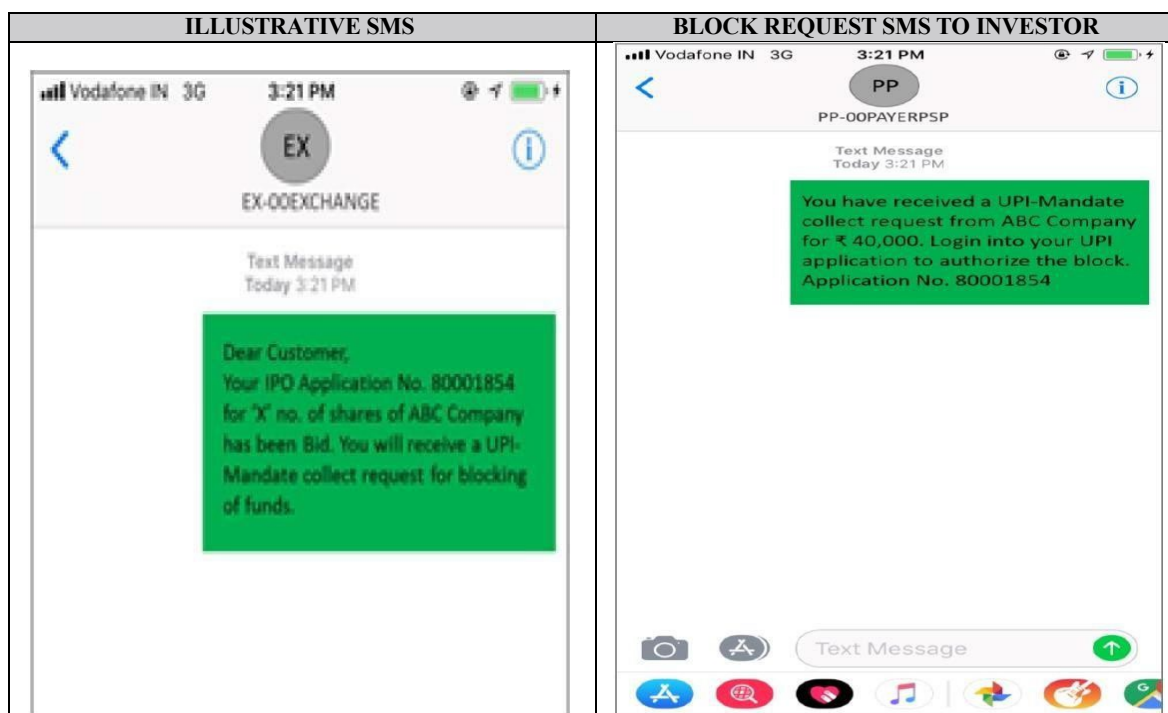 ILLUSTRATIVE SMS
BLOCK REQUEST SMS TO INVESTOR
Vodafone IN 3G 3:21 PM
EX
EX-00EXCHANGE
Text Message
Today 3:21 PM
Dear Customer,
Your IPO Application No. 80001854
for "X" no. of shares of ABC Company
has been Bid. You will receive a UPI-
Mandate collect request for blocking
of funds.
Vodafone IN 3G 3:21 PM
PP
PP-00PAYERPSP
Text Message
Today 3:21 PM
You have received a UPI-Mandate
collect request from ABC Company
for ₹ 40,000. Login into your UPI
application to authorize the block.
Application No. 80001854
Text Message
G